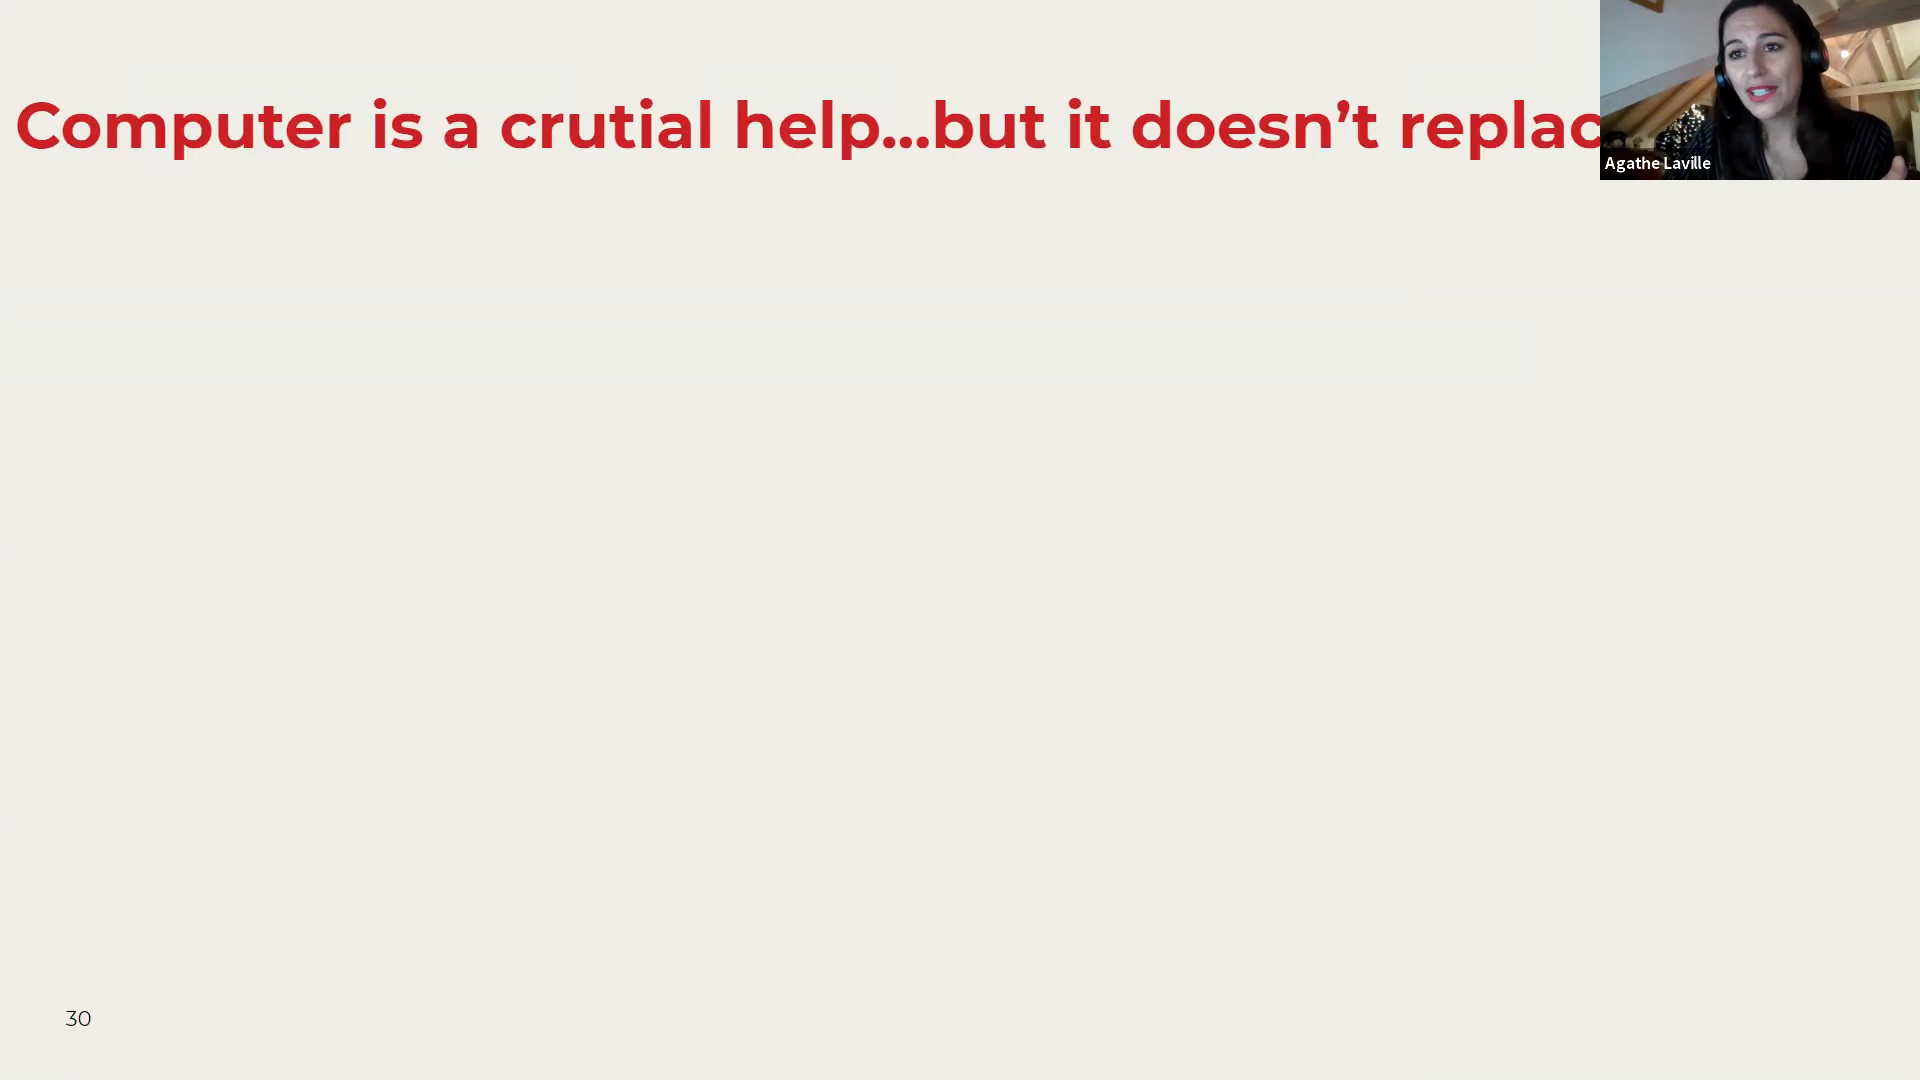 Computer is a crutial help...but it doesn’t replac
Agathe Laville
30